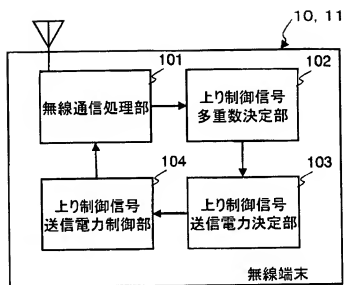 10, 11
101
無線通信処理部
102
上り制御信号
多重数決定部
104
上り制御信号
送信電力制御部
103
上り制御信号
送信電力決定部
無線端末